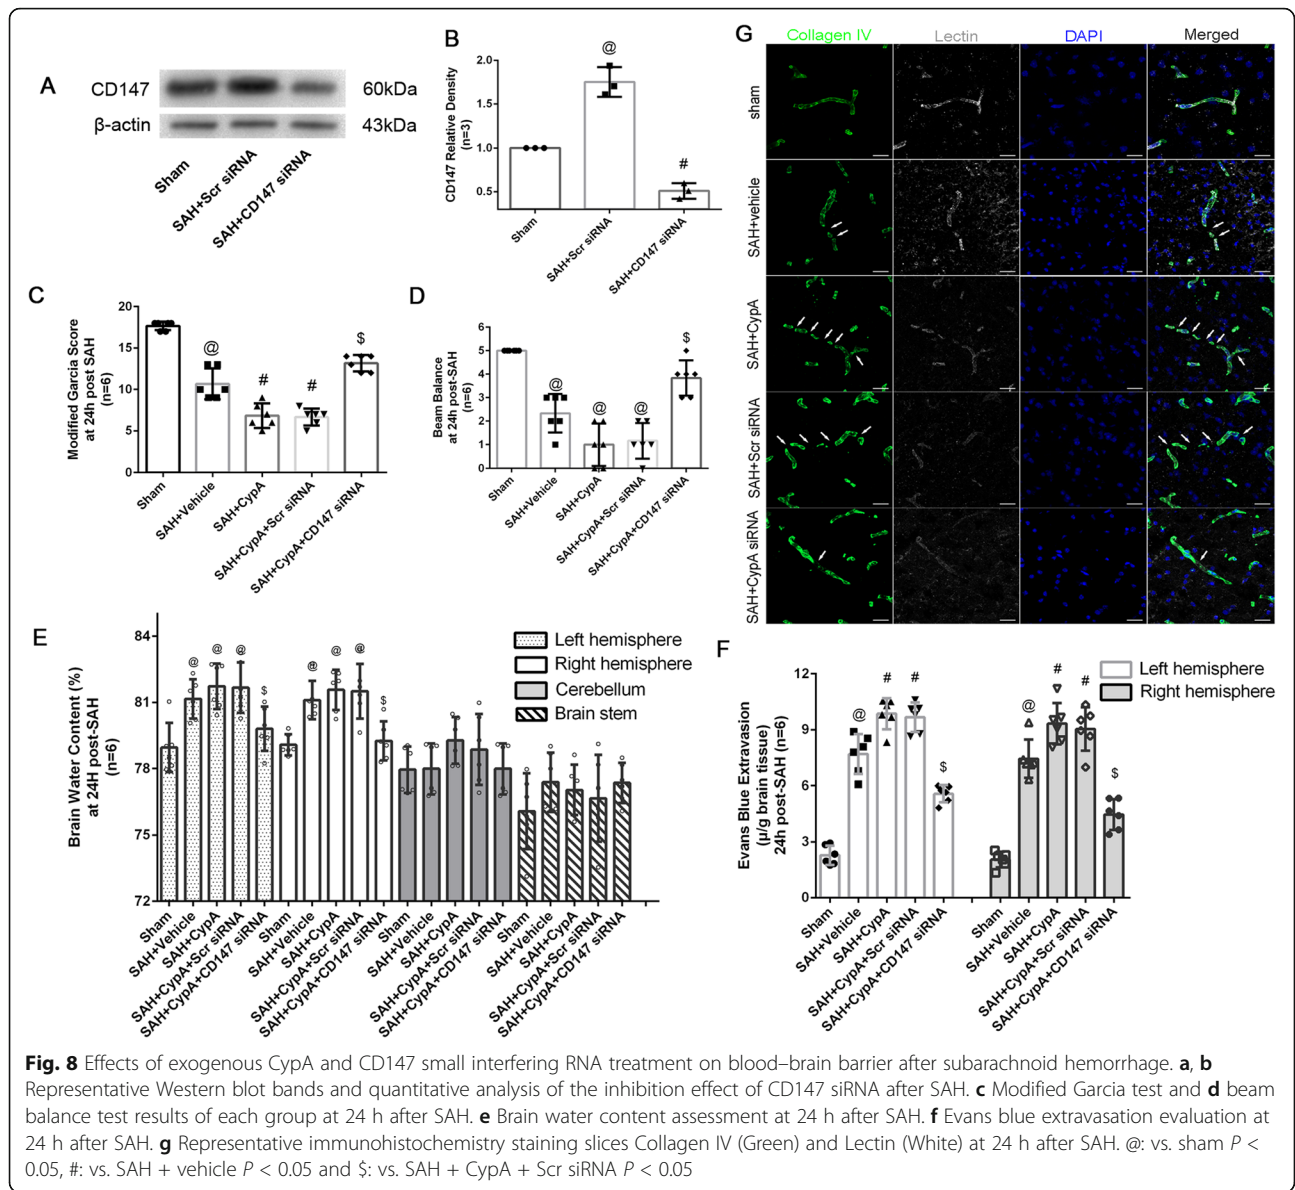 A
CD147
60kDa
β-actin
43kDa
Sham
SAH+Scr siRNA
SAH+CD147 siRNA
B
CD147 Relative Density
(n=3)
2.0
1.5
1.0
0.5
@
#
Sham
SAH+Scr siRNA
SAH+CD147 siRNA
C
Modified Garcia Score
at 24h post SAH
(n=6)
20
15
10
5
0
@
#
#
$
Sham
SAH+Vehicle
SAH+CypA
SAH+CypA+Scr siRNA
SAH+CypA+CD147 siRNA
D
Beam Balance
at 24h post-SAH
(n=6)
6
5
4
3
2
1
0
@
@
@
$
Sham
SAH+Vehicle
SAH+CypA
SAH+CypA+Scr siRNA
SAH+CypA+CD147 siRNA
G
Collagen IV
Lectin
DAPI
Merged
sham
SAH+vehicle
SAH+CypA
SAH+Scr siRNA
SAH+CypA siRNA
E
Brain Water Content (%)
at 24H post-SAH
(n=6)
84
81
78
75
72
@
@
@
$
@
@
@
$
Left hemisphere
Right hemisphere
Cerebellum
Brain stem
Sham
SAH+Vehicle
SAH+CypA
SAH+CypA+Scr siRNA
SAH+CypA+CD147 siRNA
Sham
SAH+Vehicle
SAH+CypA
SAH+CypA+Scr siRNA
SAH+CypA+CD147 siRNA
Sham
SAH+Vehicle
SAH+CypA
SAH+CypA+Scr siRNA
SAH+CypA+CD147 siRNA
Sham
SAH+Vehicle
SAH+CypA
SAH+CypA+Scr siRNA
SAH+CypA+CD147 siRNA
F
Evans Blue Extravasion
(μ/g brain tissue)
24h post-SAH (n=6)
12
9
6
3
0
@
#
#
$
@
#
#
$
Left hemisphere
Right hemisphere
Sham
SAH+Vehicle
SAH+CypA
SAH+CypA+Scr siRNA
SAH+CypA+CD147 siRNA
Sham
SAH+Vehicle
SAH+CypA
SAH+CypA+Scr siRNA
SAH+CypA+CD147 siRNA
Fig. 8 Effects of exogenous CypA and CD147 small interfering RNA treatment on blood–brain barrier after subarachnoid hemorrhage. a, b
Representative Western blot bands and quantitative analysis of the inhibition effect of CD147 siRNA after SAH. c Modified Garcia test and d beam
balance test results of each group at 24 h after SAH. e Brain water content assessment at 24 h after SAH. f Evans blue extravasation evaluation at
24 h after SAH. g Representative immunohistochemistry staining slices Collagen IV (Green) and Lectin (White) at 24 h after SAH. @: vs. sham P <
0.05, #: vs. SAH + vehicle P < 0.05 and $: vs. SAH + CypA + Scr siRNA P < 0.05